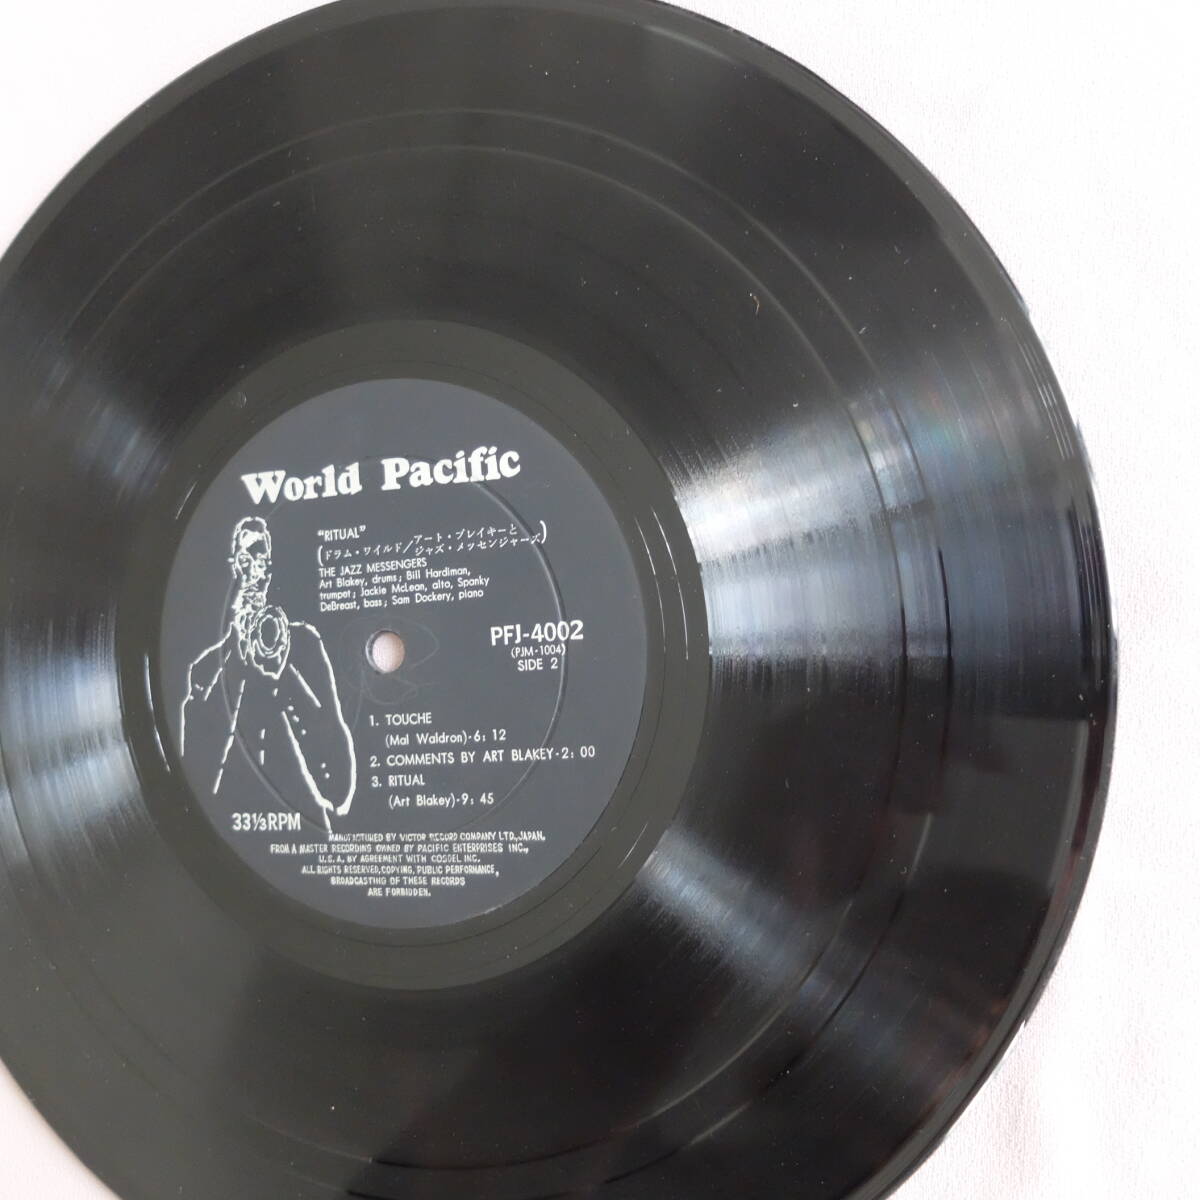 World Pacific
"RITUAL"
(ドラム・ワイルド/アート・ブレイキーと
ジャズ・メッセンジャーズ)
THE JAZZ MESSENGERS
Art Blakey, drums; Bill Hardiman,
trumpet; Jackie McLean, alto, Spanky
DeBreast, bass; Sam Dockery, piano
PFJ-4002
(PJM-1004)
SIDE 2
1. TOUCHE
(Mal Waldron)-6: 12
2. COMMENTS BY ART BLAKEY-2: 00
3. RITUAL
(Art Blakey)-9: 45
33⅓RPM
MANUFACTURED BY VICTOR RECORD COMPANY LTD., JAPAN.
FROM A MASTER RECORDING OWNED BY PACIFIC ENTERPRISES INC.,
U.S.A. BY AGREEMENT WITH COSDEL INC.
ALL RIGHTS RESERVED, COPYING, PUBLIC PERFORMANCE,
BROADCASTING OF THESE RECORDS
ARE FORBIDDEN.